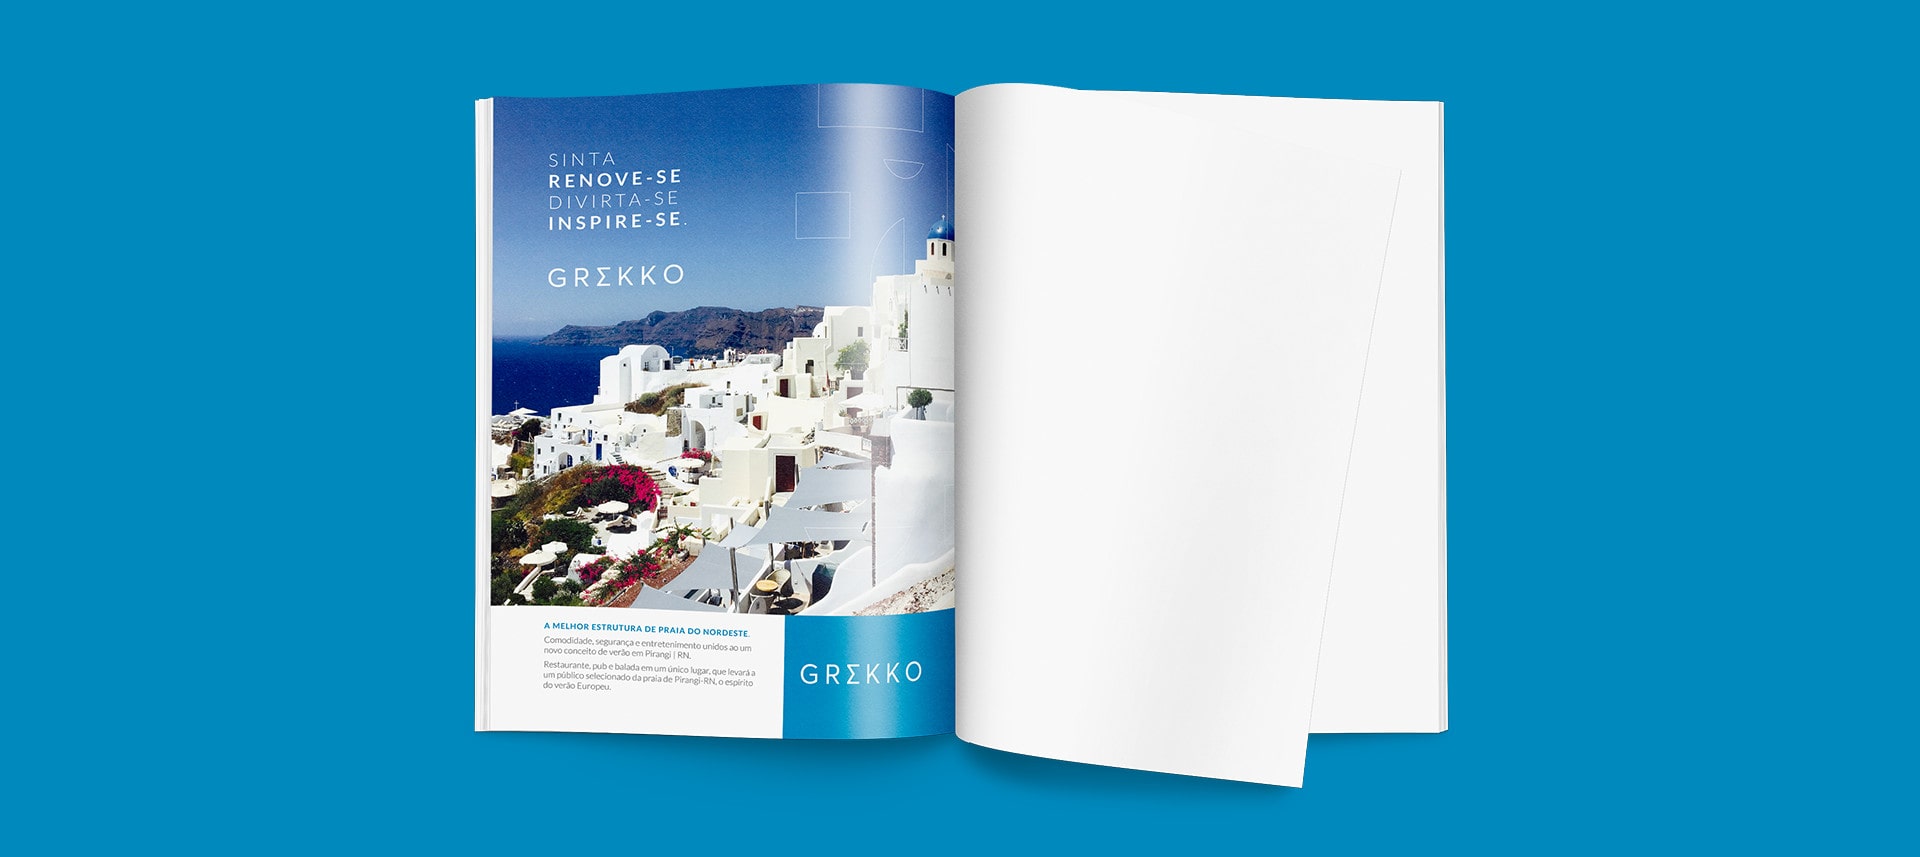 SINTA
RENOVE-SE
DIVIRTA-SE
INSPIRE-SE.
GRΣKKO
A MELHOR ESTRUTURA DE PRAIA DO NORDESTE.
Comodidade, segurança e entretenimento unidos ao um
novo conceito de verão em Pirangi | RN.
Restaurante, pub e balada em um único lugar, que levará a
um público selecionado da praia de Pirangi-RN, o espírito
do verão Europeu.
GRΣKKO